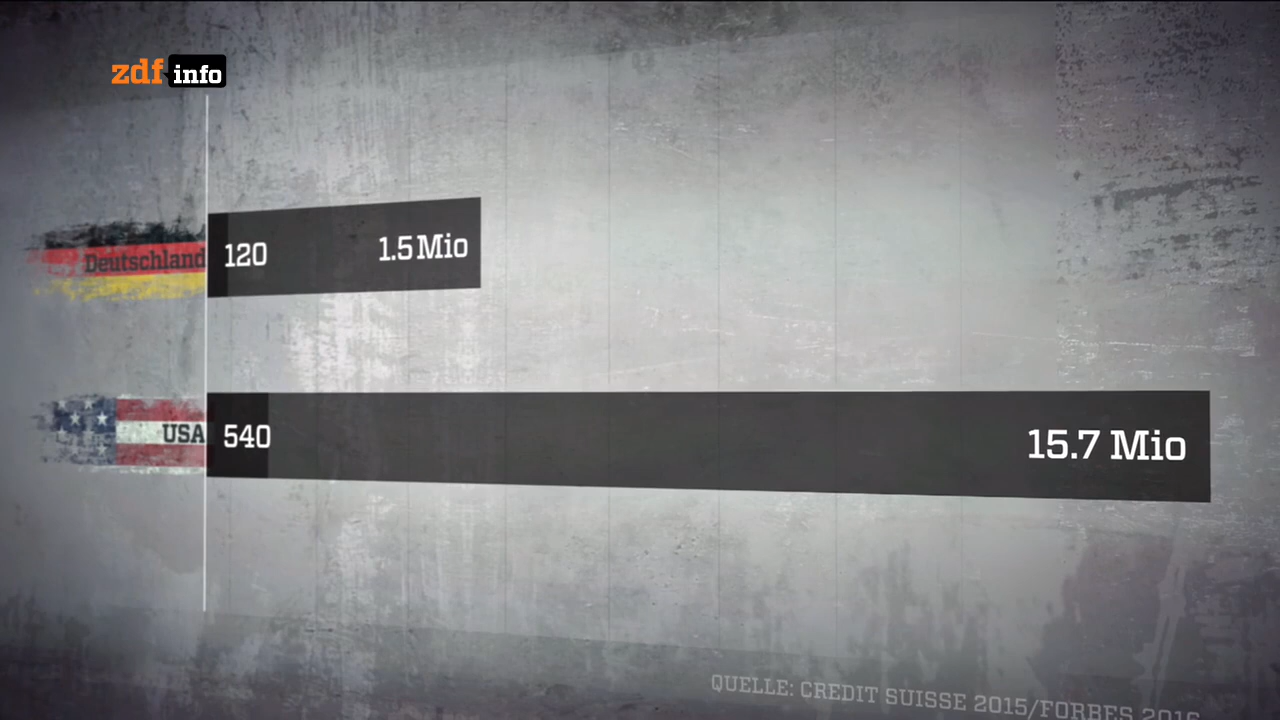 zdf info
Deutschland 120 1.5 Mio
USA 540 15.7 Mio
QUELLE: CREDIT SUISSE 2015/FORBES 2016